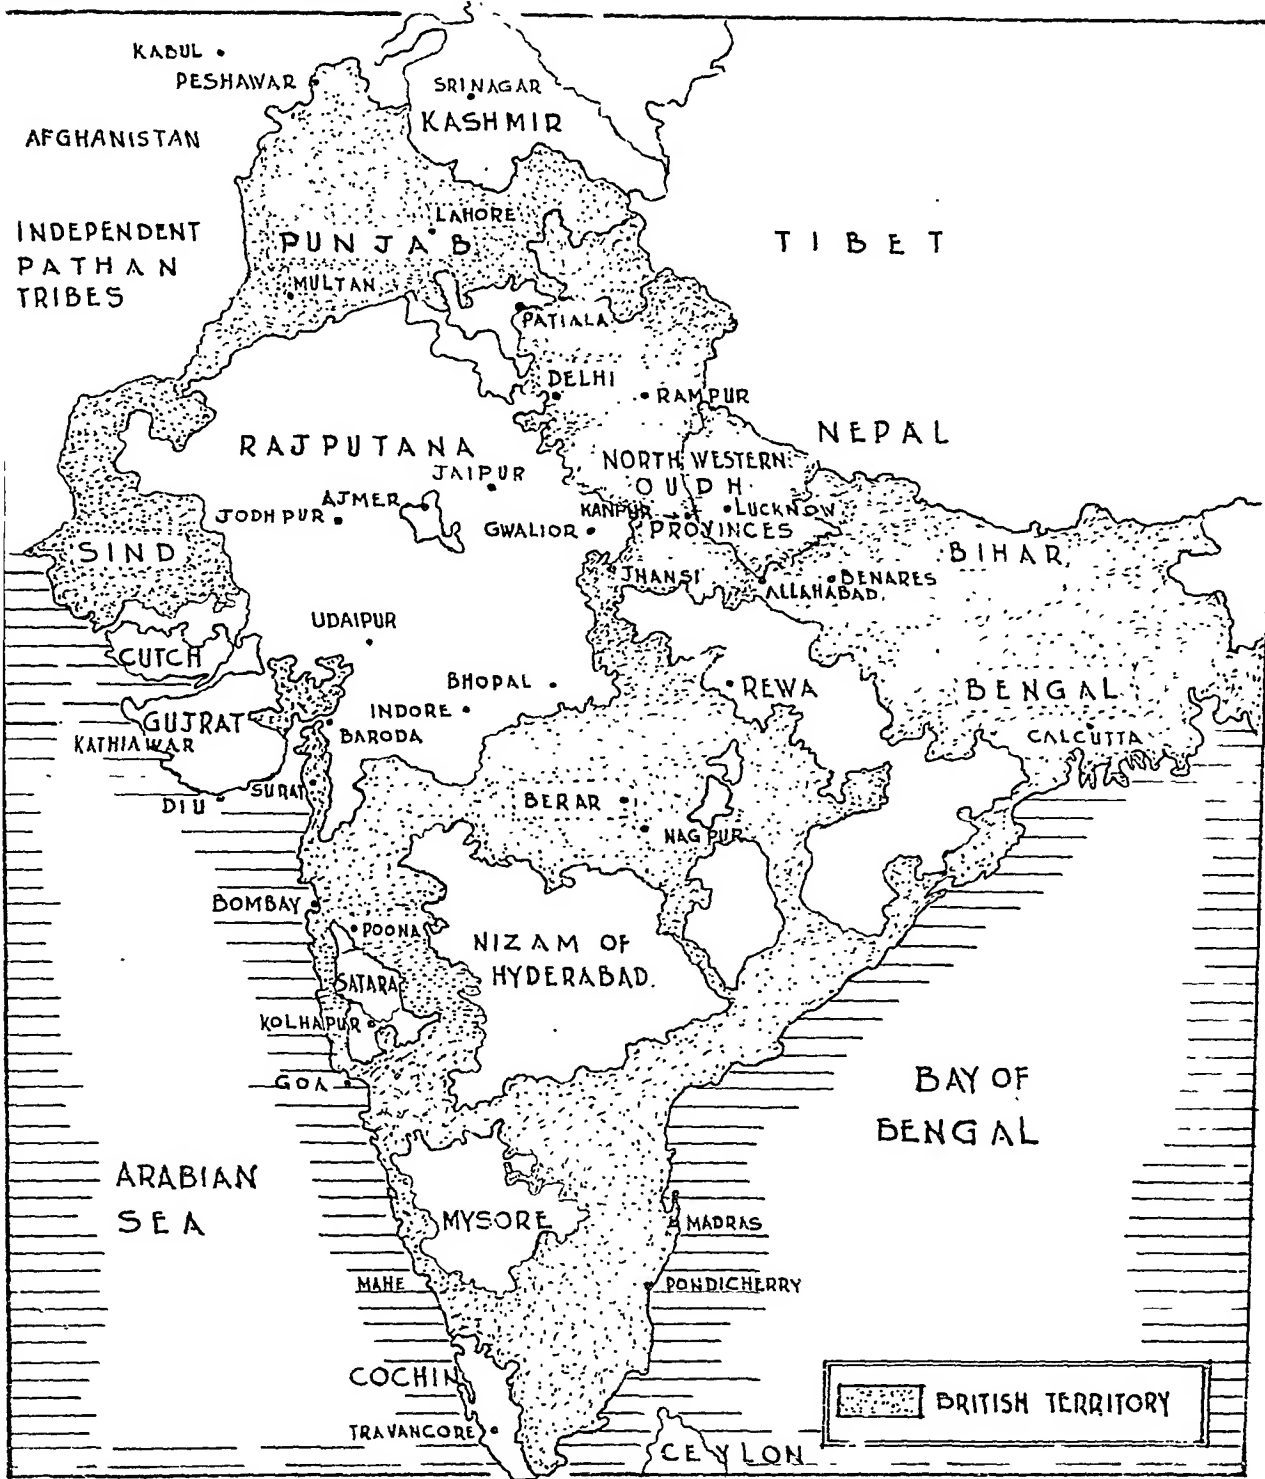 KABUL
PESHAWAR
SRINAGAR
KASHMIR
AFGHANISTAN
LAHORE
PUNJAB
INDEPENDENT
PATHAN
TRIBES
TIBET
MULTAN
PATIALA
DELHI
RAMPUR
NEPAL
RAJPUTANA
JAIPUR
NORTH WESTERN
OUDH
AJMER
JODHPUR
KANPUR
LUCKNOW
GWALIOR
PROVINCES
SIND
BIHAR
JHANSI
BENARES
ALLAHABAD
UDAIPUR
CUTCH
BHOPAL
REWA
BENGAL
INDORE
GUJRAT
BARODA
KATHIAWAR
CALCUTTA
SURAT
DIU
BERAR
NAGPUR
BOMBAY
POONA
NIZAM OF
HYDERABAD.
SATARA
KOLHAPUR
GOA
BAY OF
BENGAL
ARABIAN
SEA
MYSORE
MADRAS
MAHE
PONDICHERRY
COCHIN
BRITISH TERRITORY
TRAVANCORE
CEYLON